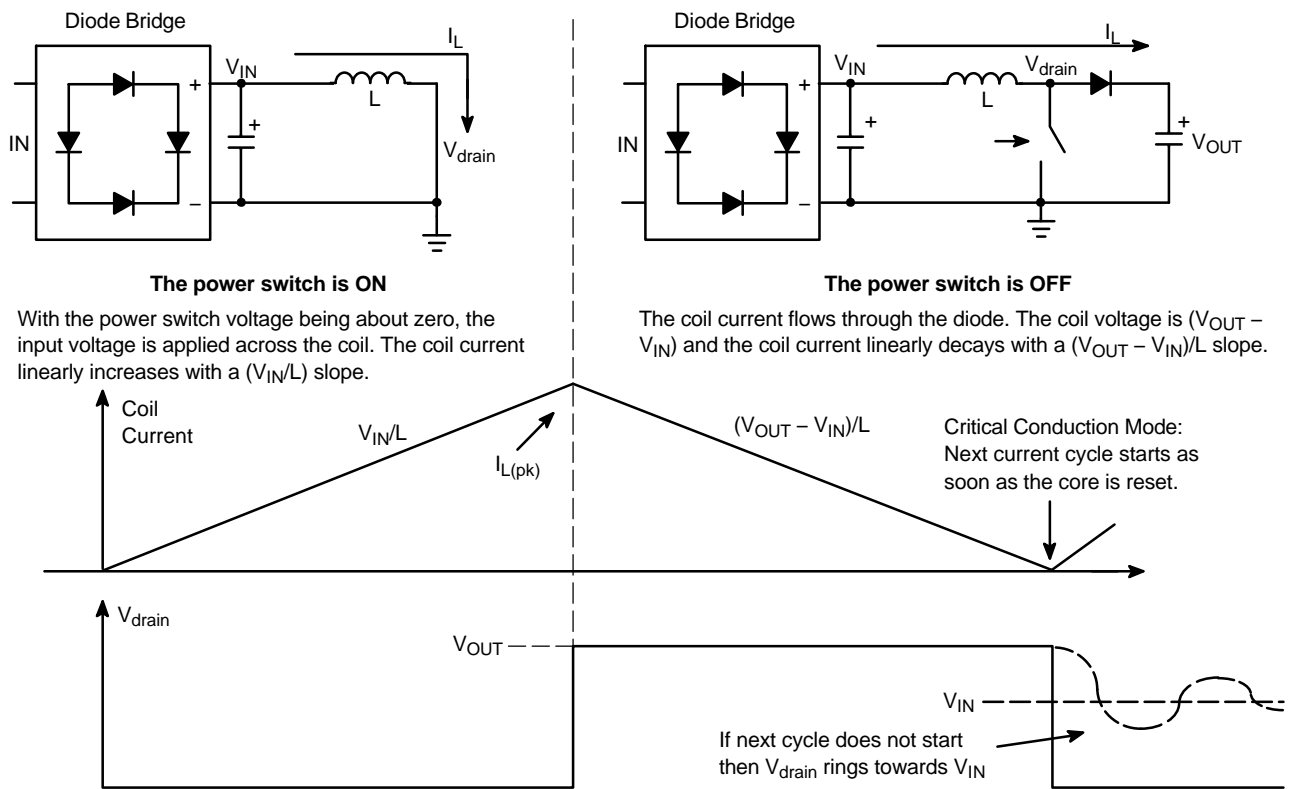 Diode Bridge
I_L
V_IN
+
L
IN
+
V_drain
−
Diode Bridge
I_L
V_IN
V_drain
+
L
IN
+
+
V_OUT
−
The power switch is ON
With the power switch voltage being about zero, the
input voltage is applied across the coil. The coil current
linearly increases with a (V_IN/L) slope.
The power switch is OFF
The coil current flows through the diode. The coil voltage is (V_OUT –
V_IN) and the coil current linearly decays with a (V_OUT – V_IN)/L slope.
Coil
Current
V_IN/L
I_L(pk)
(V_OUT – V_IN)/L
Critical Conduction Mode:
Next current cycle starts as
soon as the core is reset.
V_drain
V_OUT
V_IN
If next cycle does not start
then V_drain rings towards V_IN